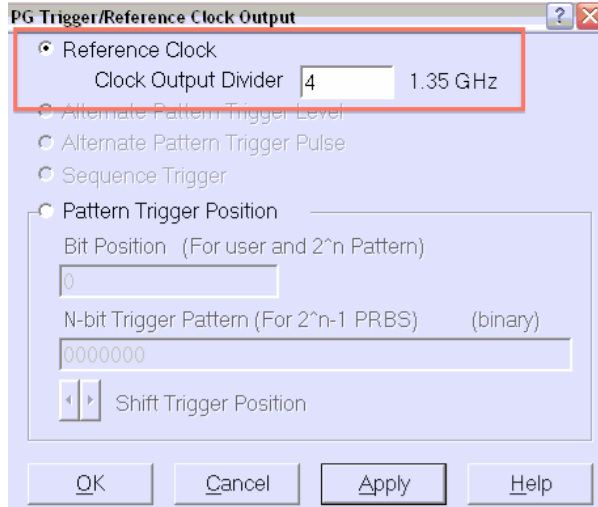 PG Trigger/Reference Clock Output
Reference Clock
Clock Output Divider 4 1.35 GHz
Alternate Pattern Trigger Level
Alternate Pattern Trigger Pulse
Sequence Trigger
Pattern Trigger Position
Bit Position (For user and 2^n Pattern)
0
N-bit Trigger Pattern (For 2^n-1 PRBS) (binary)
0000000
Shift Trigger Position
OK Cancel Apply Help